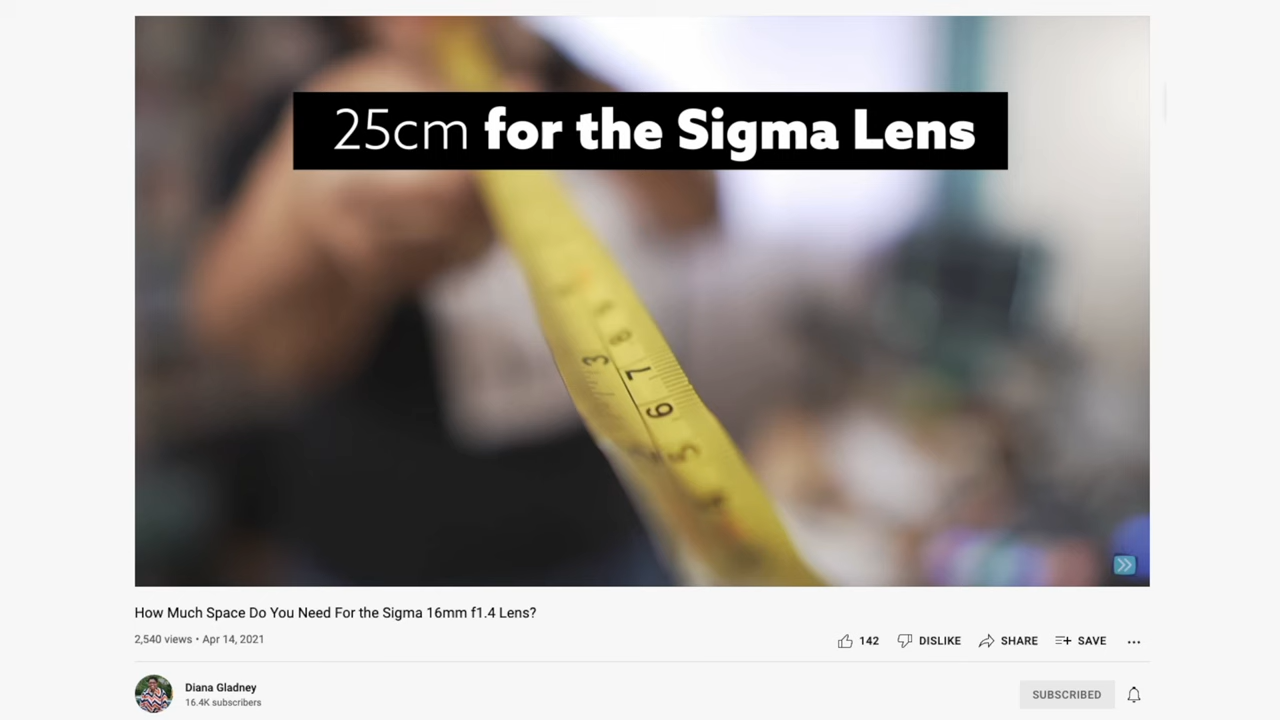 25cm for the Sigma Lens
3
8
7
6
5
4
How Much Space Do You Need For the Sigma 16mm f1.4 Lens?
2,540 views • Apr 14, 2021
142
DISLIKE
SHARE
SAVE
Diana Gladney
16.4K subscribers
SUBSCRIBED